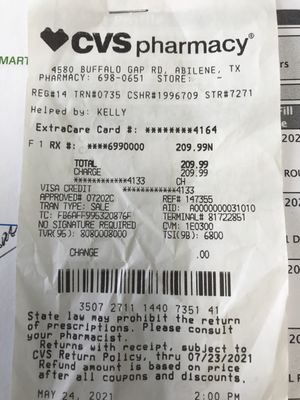 CVS pharmacy
4580 BUFFALO GAP RD, ABILENE, TX
PHARMACY: 698-0651 STORE: -
REG#14 TRN#0735 CSHR#1996709 STR#7271
Helped by: KELLY
ExtraCare Card #: ********4164
F 1 RX #: ***6990000 209.99N
TOTAL 209.99
************4133 CH
VISA CREDIT ************4133
APPROVED# 07202C REF# 147355
TRAN TYPE: SALE AID: A0000000031010
TC: FB6AFF996320876F TERMINAL# 81722851
NO SIGNATURE REQUIRED CVM: 1E0300
TVR(95): 8080008000 TSI(9B): 6800
CHANGE .00
3507 2711 1440 7351 41
State law may prohibit the return
of prescriptions. Please consult
your pharmacist.
Returns with receipt, subject to
CVS Return Policy, thru 07/23/2021
Refund amount is based on price
after all coupons and discounts.
MAY 24, 2021 2:00 PM